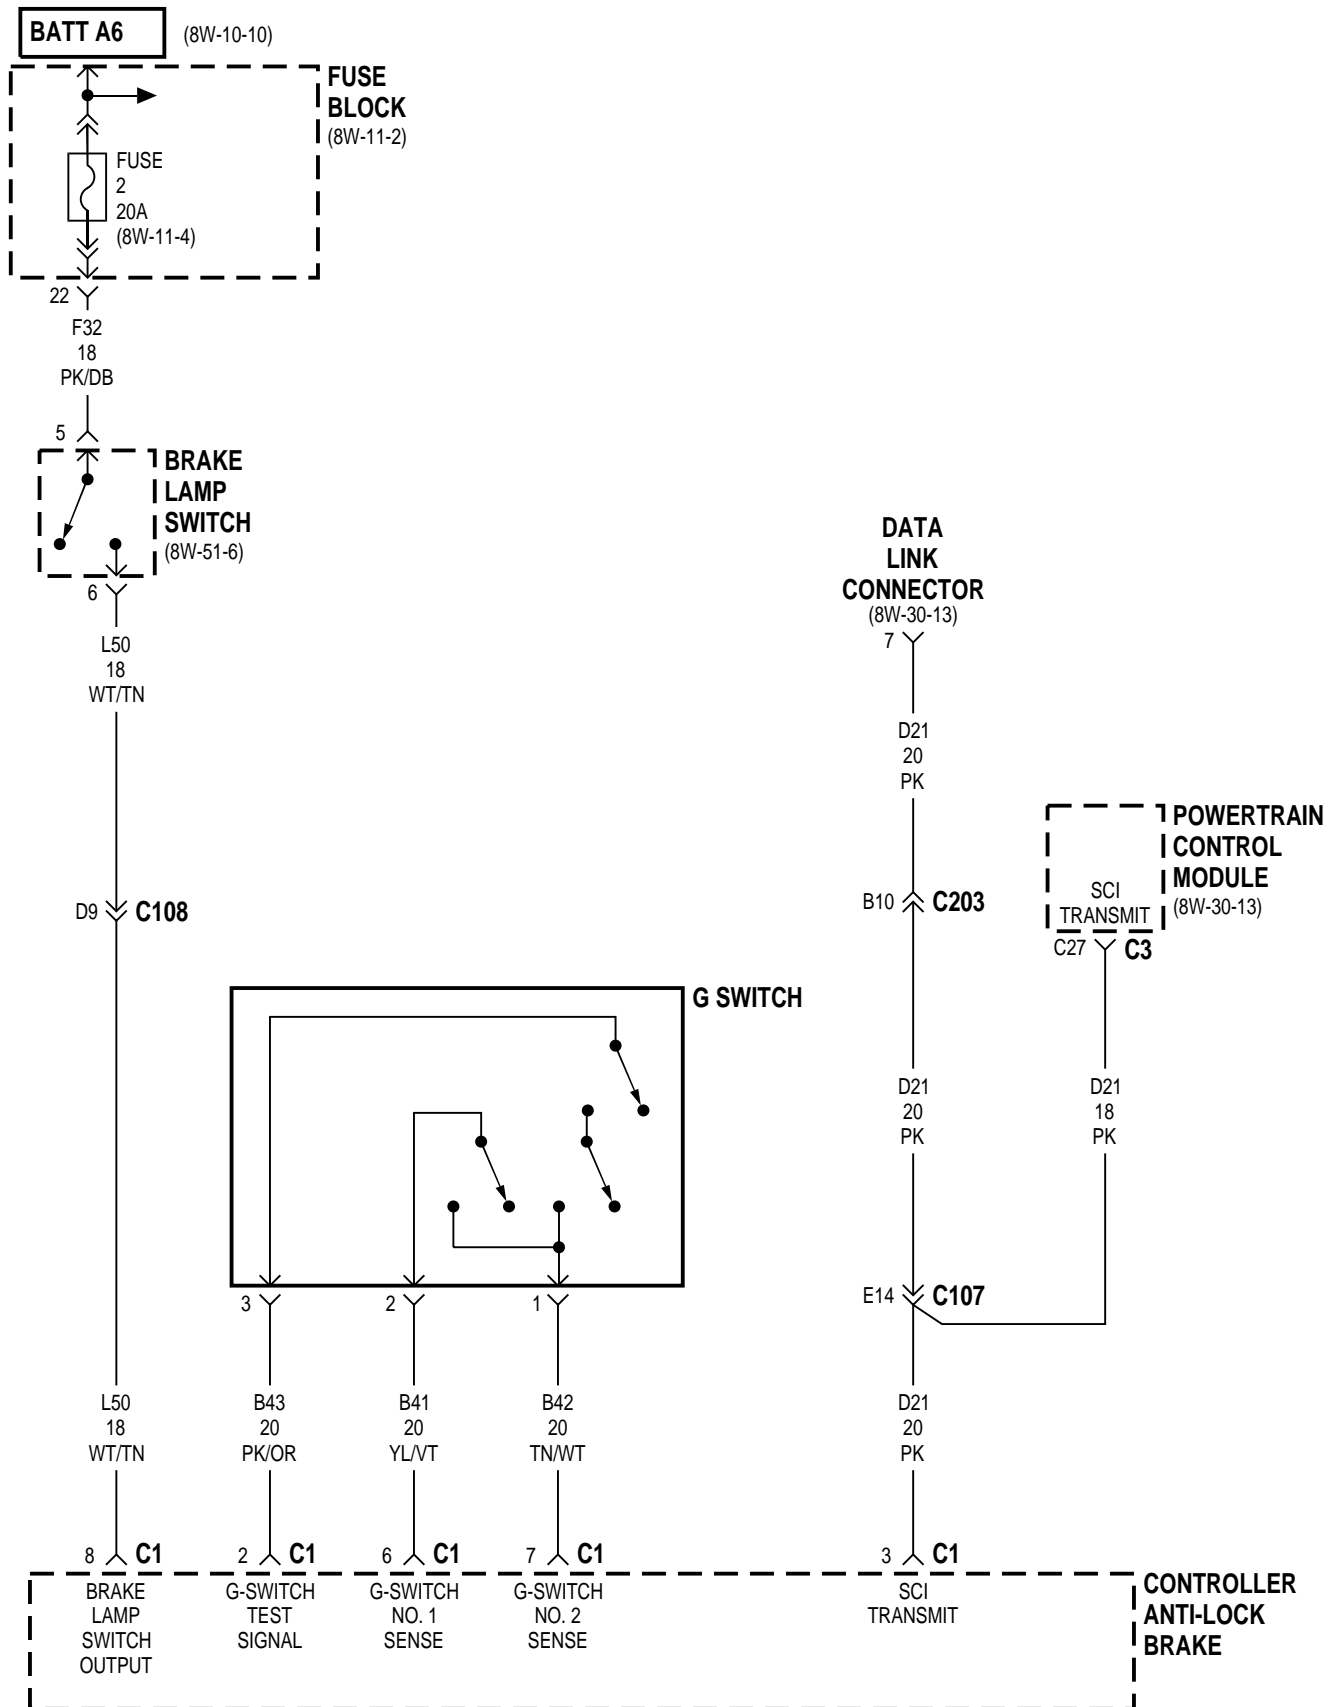 BATT A6
(8W-10-10)
FUSE
BLOCK
(8W-11-2)
FUSE
2
20A
(8W-11-4)
22
F32
18
PK/DB
5
BRAKE
LAMP
SWITCH
(8W-51-6)
6
L50
18
WT/TN
D9
C108
DATA
LINK
CONNECTOR
(8W-30-13)
7
D21
20
PK
B10
C203
POWERTRAIN
CONTROL
MODULE
(8W-30-13)
SCI
TRANSMIT
C27
C3
G SWITCH
D21
20
PK
D21
18
PK
3
2
1
E14
C107
L50
18
WT/TN
B43
20
PK/OR
B41
20
YL/VT
B42
20
TN/WT
D21
20
PK
8
C1
2
C1
6
C1
7
C1
3
C1
BRAKE
LAMP
SWITCH
OUTPUT
G-SWITCH
TEST
SIGNAL
G-SWITCH
NO. 1
SENSE
G-SWITCH
NO. 2
SENSE
SCI
TRANSMIT
CONTROLLER
ANTI-LOCK
BRAKE